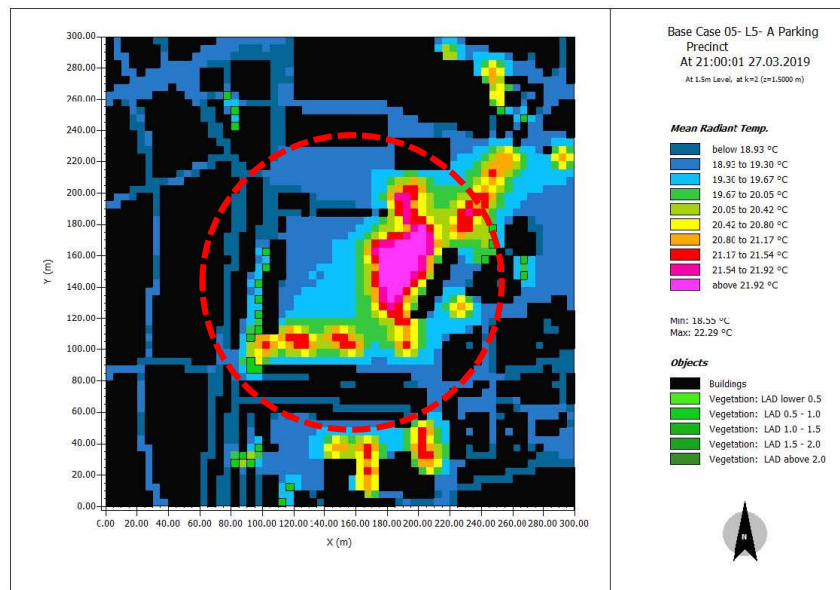 Base Case 05- L5- A Parking
Precinct
At 21:00:01 27.03.2019
At 1.5m Level, at k=2 (z=1.5000 m)
Mean Radiant Temp.
below 18.93 °C
18.93 to 19.30 °C
19.30 to 19.67 °C
19.67 to 20.05 °C
20.05 to 20.42 °C
20.42 to 20.80 °C
20.80 to 21.17 °C
21.17 to 21.54 °C
21.54 to 21.92 °C
above 21.92 °C
Min: 18.55 °C
Max: 22.29 °C
Objects
Buildings
Vegetation: LAD lower 0.5
Vegetation: LAD 0.5 - 1.0
Vegetation: LAD 1.0 - 1.5
Vegetation: LAD 1.5 - 2.0
Vegetation: LAD above 2.0
N
300.00
280.00
260.00
240.00
220.00
200.00
180.00
160.00
140.00
120.00
100.00
80.00
60.00
40.00
20.00
0.00
Y (m)
0.00 20.00 40.00 60.00 80.00 100.00 120.00 140.00 160.00 180.00 200.00 220.00 240.00 260.00 280.00 300.00
X (m)